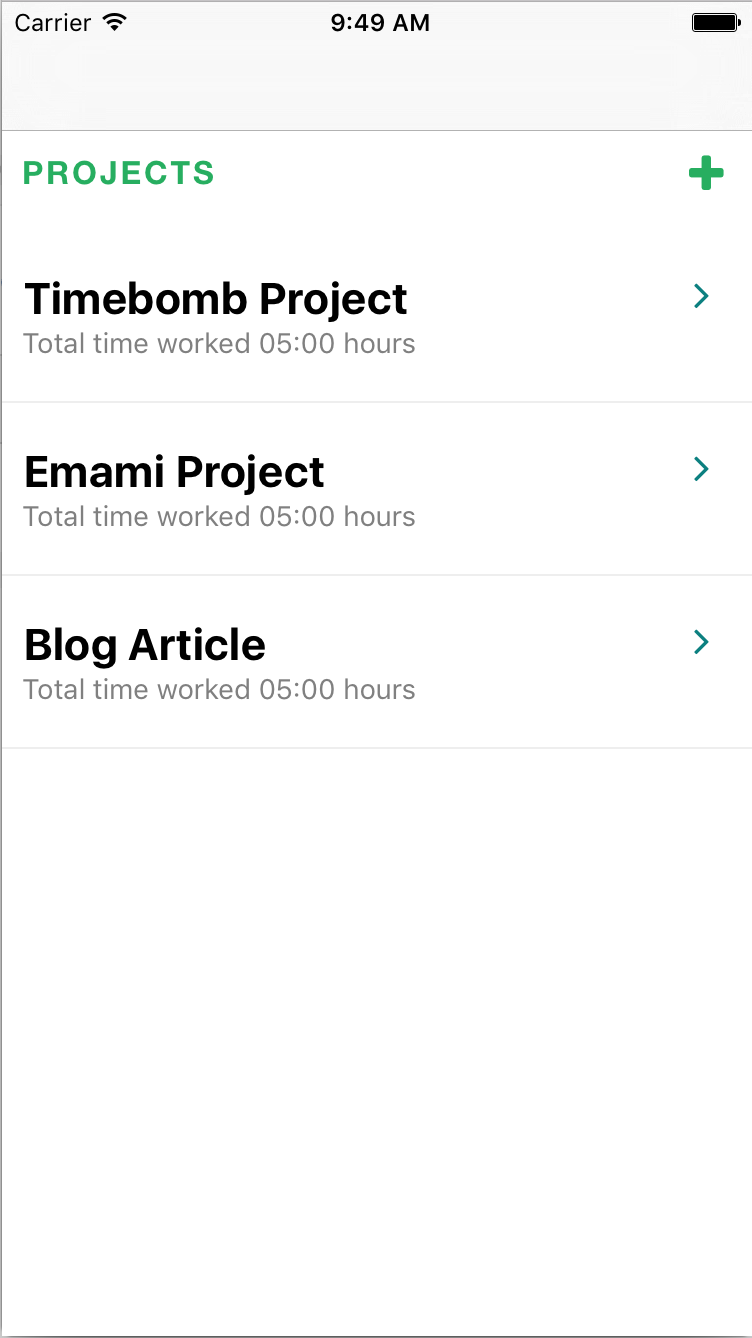 Carrier 9:49 AM
PROJECTS
Timebomb Project
Total time worked 05:00 hours
Emami Project
Total time worked 05:00 hours
Blog Article
Total time worked 05:00 hours